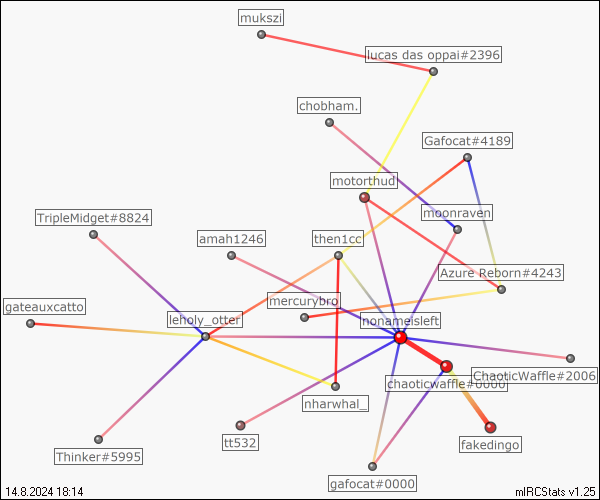 mukszi
lucas das oppai#2396
chobham.
Gafocat#4189
motorthud
moonraven
TripleMidget#8824
amah1246
then1cc
Azure Reborn#4243
mercurybro
gateauxcatto
leholy_otter
nonameisleft
ChaoticWaffle#2006
chaoticwaffle#0000
nharwhal_
tt532
fakedingo
Thinker#5995
gafocat#0000
14.8.2024 18:14
mIRCStats v1.25